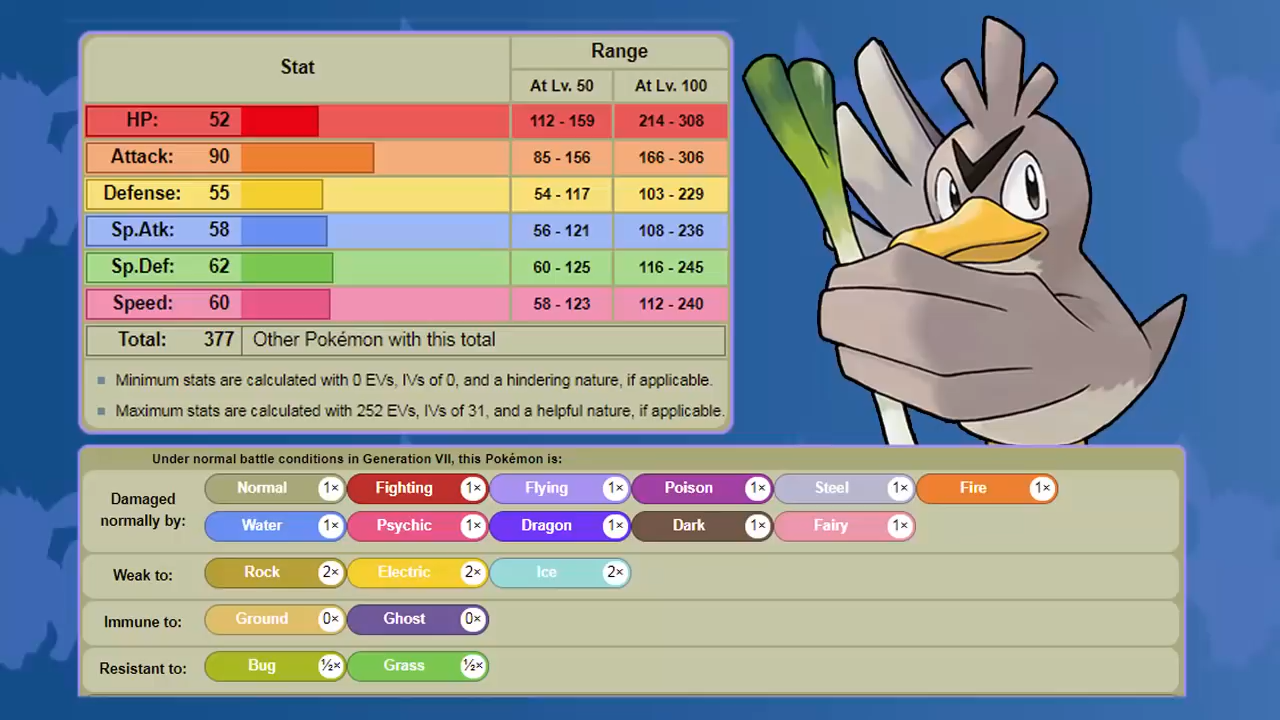 Stat Range
At Lv. 50 At Lv. 100
HP: 52 112 - 159 214 - 308
Attack: 90 85 - 156 166 - 306
Defense: 55 54 - 117 103 - 229
Sp.Atk: 58 56 - 121 108 - 236
Sp.Def: 62 60 - 125 116 - 245
Speed: 60 58 - 123 112 - 240
Total: 377 Other Pokémon with this total
Minimum stats are calculated with 0 EVs, IVs of 0, and a hindering nature, if applicable.
Maximum stats are calculated with 252 EVs, IVs of 31, and a helpful nature, if applicable.
Under normal battle conditions in Generation VII, this Pokémon is:
Damaged normally by:
Normal 1× Fighting 1× Flying 1× Poison 1× Steel 1× Fire 1×
Water 1× Psychic 1× Dragon 1× Dark 1× Fairy 1×
Weak to: Rock 2× Electric 2× Ice 2×
Immune to: Ground 0× Ghost 0×
Resistant to: Bug ½× Grass ½×